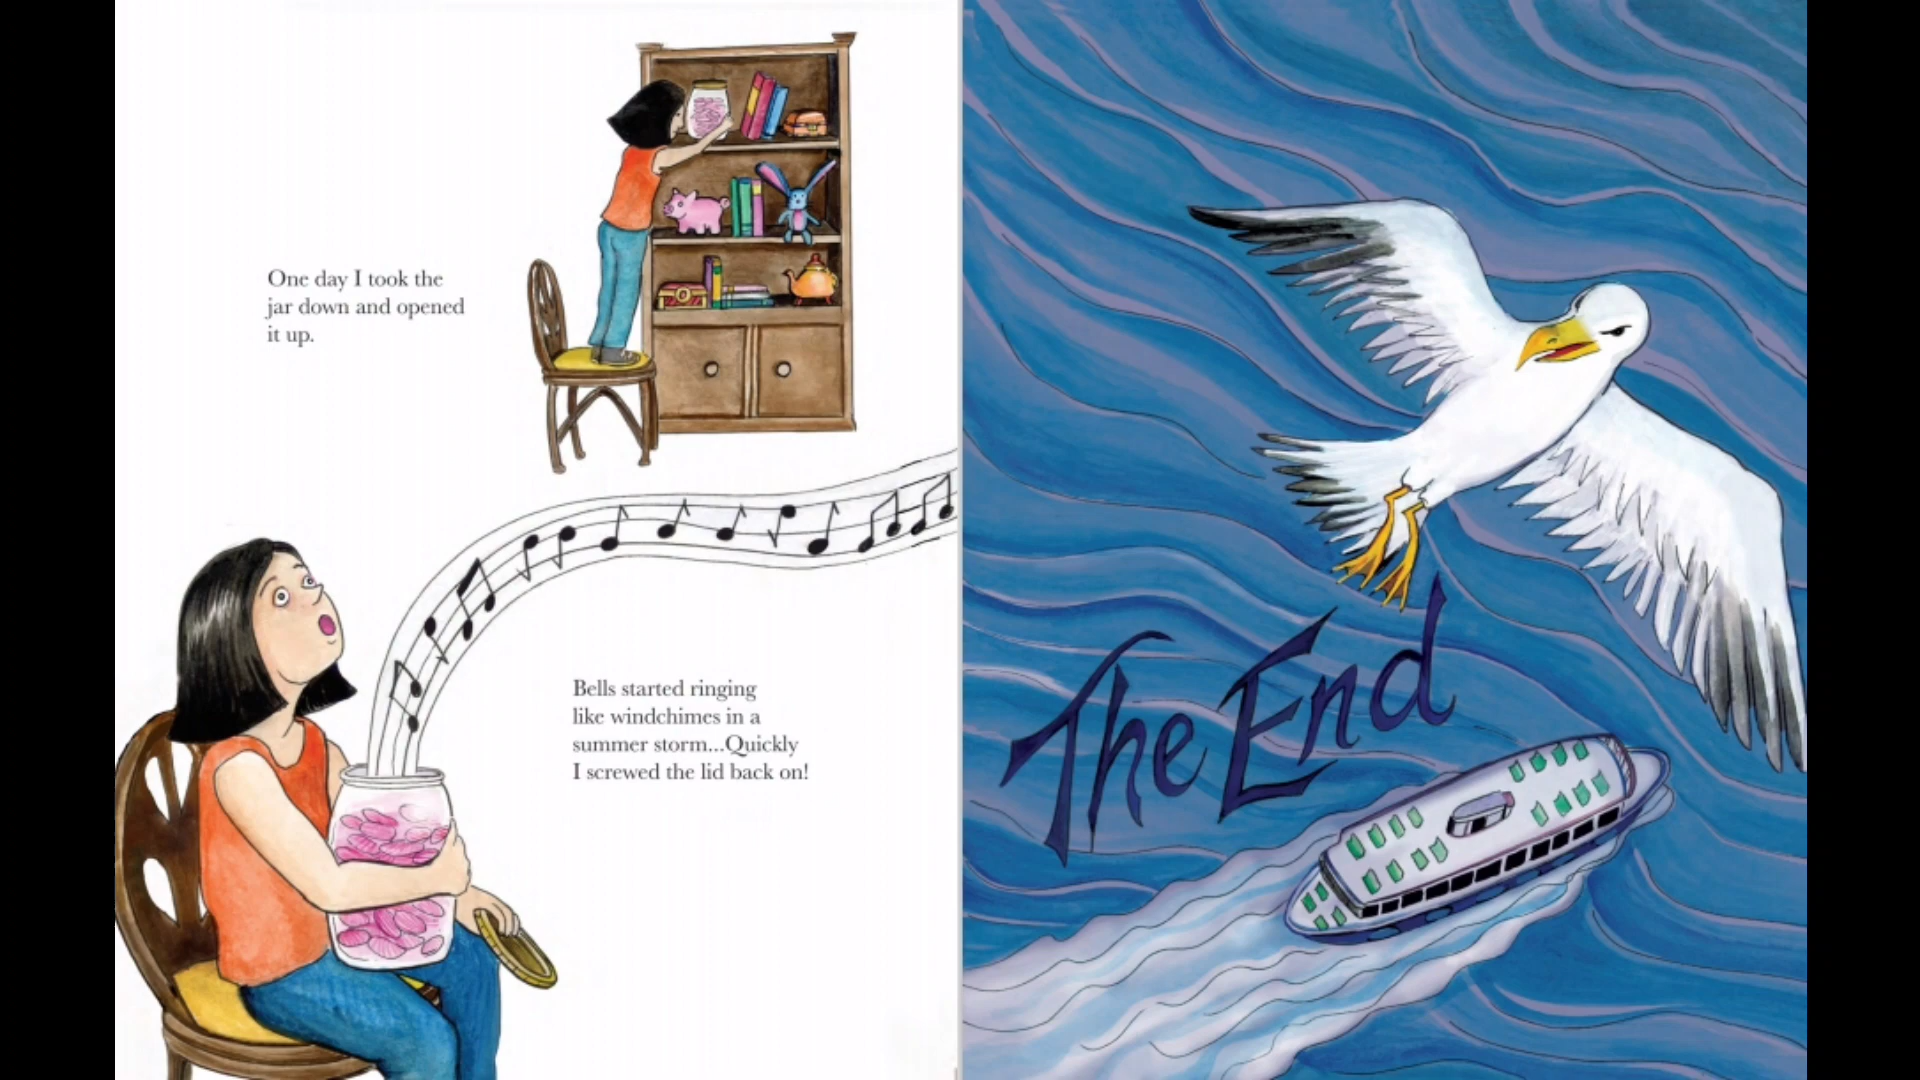 One day I took the
jar down and opened
it up.
Bells started ringing
like windchimes in a
summer storm...Quickly
I screwed the lid back on!
The End